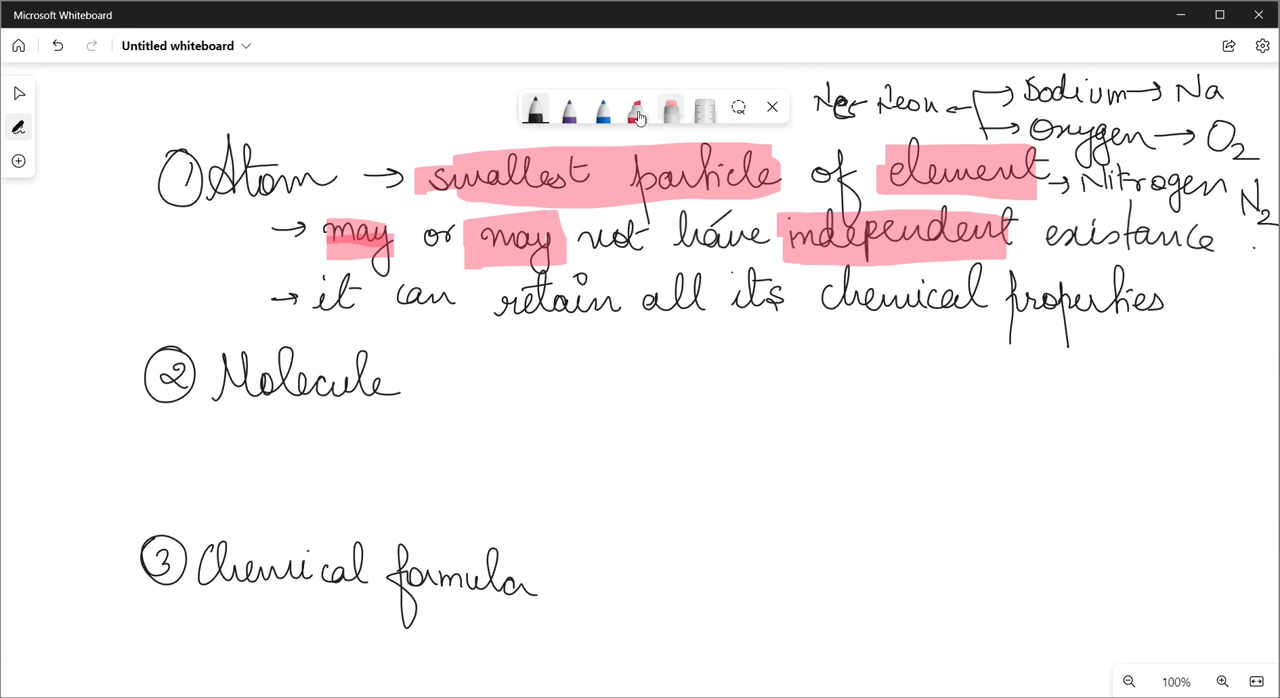 Microsoft Whiteboard
Untitled whiteboard
Ne Neon ← → Sodium → Na
→ Oxygen → O2
① Atom → smallest particle of element → Nitrogen N2
→ may or may not have independent existance.
→ it can retain all its chemical properties
② Molecule
③ Chemical formula
100%